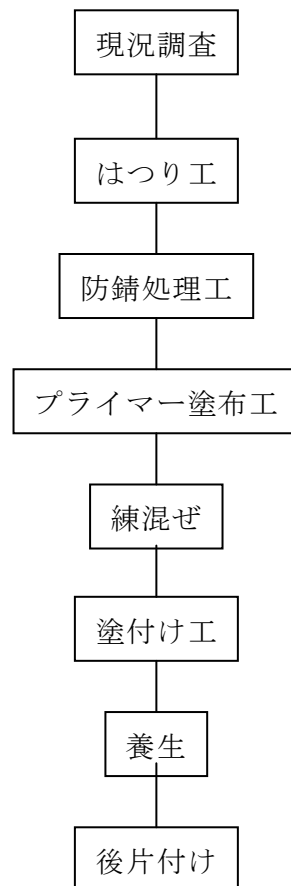 現況調査
はつり工
防錆処理工
プライマー塗布工
練混ぜ
塗付け工
養生
後片付け